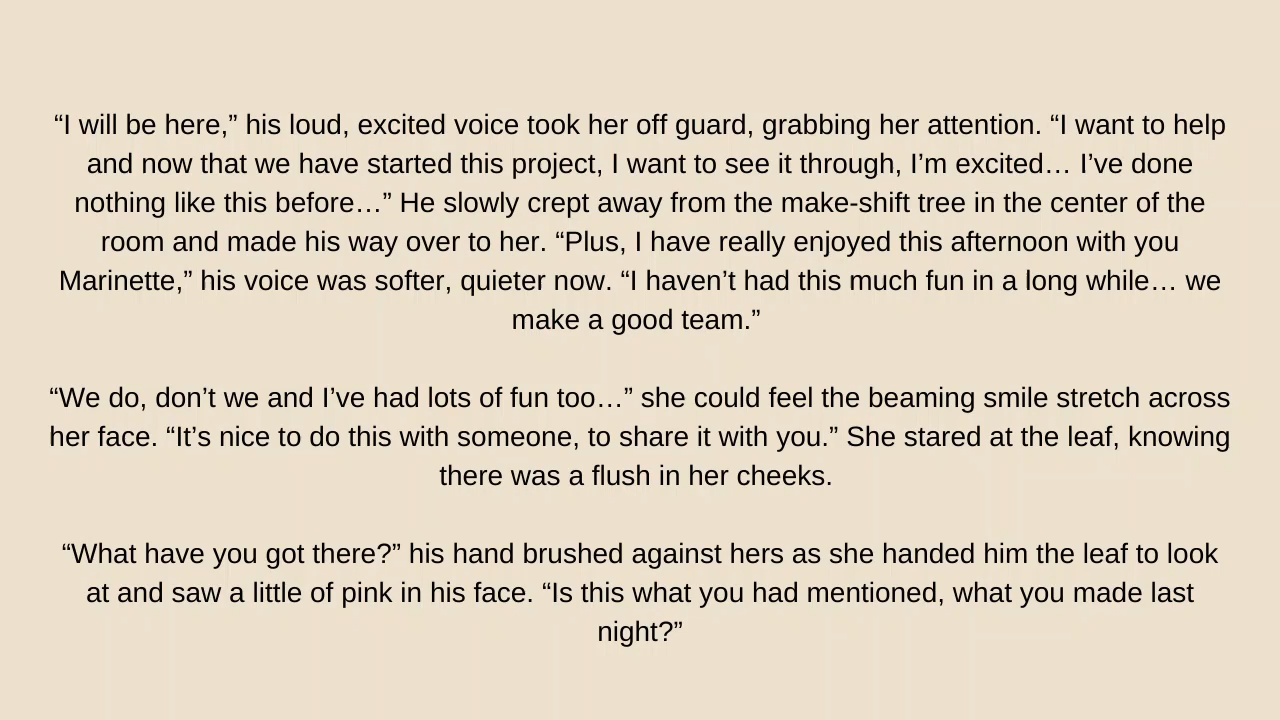 “I will be here,” his loud, excited voice took her off guard, grabbing her attention. “I want to help
and now that we have started this project, I want to see it through, I’m excited… I’ve done
nothing like this before…” He slowly crept away from the make-shift tree in the center of the
room and made his way over to her. “Plus, I have really enjoyed this afternoon with you
Marinette,” his voice was softer, quieter now. “I haven’t had this much fun in a long while… we
make a good team.”
“We do, don’t we and I’ve had lots of fun too…” she could feel the beaming smile stretch across
her face. “It’s nice to do this with someone, to share it with you.” She stared at the leaf, knowing
there was a flush in her cheeks.
“What have you got there?” his hand brushed against hers as she handed him the leaf to look
at and saw a little of pink in his face. “Is this what you had mentioned, what you made last
night?”